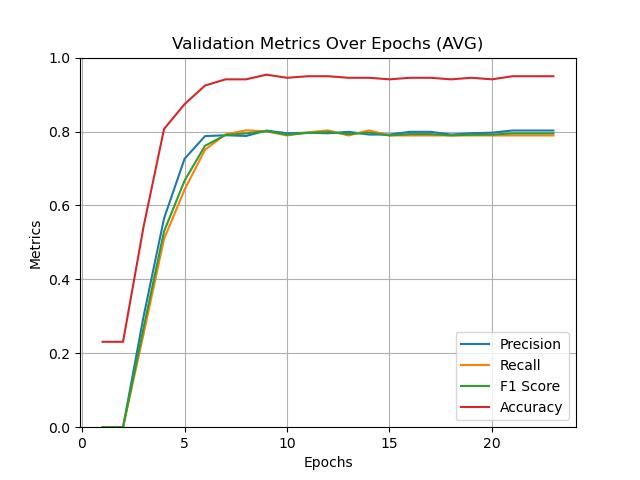 Validation Metrics Over Epochs (AVG)
1.0
0.8
0.6
0.4
0.2
0.0
Metrics
0 5 10 15 20
Epochs
Precision
Recall
F1 Score
Accuracy